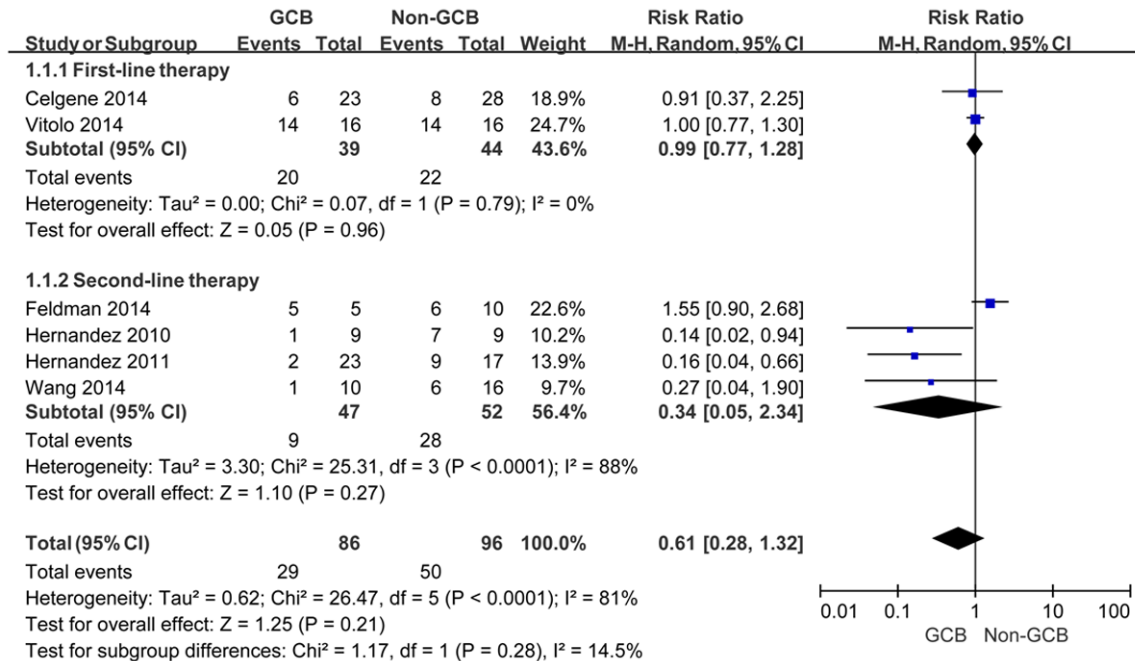 GCB Non-GCB Risk Ratio Risk Ratio
Study or Subgroup Events Total Events Total Weight M-H, Random, 95% CI M-H, Random, 95% CI
1.1.1 First-line therapy
Celgene 2014 6 23 8 28 18.9% 0.91 [0.37, 2.25]
Vitolo 2014 14 16 14 16 24.7% 1.00 [0.77, 1.30]
Subtotal (95% CI) 39 44 43.6% 0.99 [0.77, 1.28]
Total events 20 22
Heterogeneity: Tau² = 0.00; Chi² = 0.07, df = 1 (P = 0.79); I² = 0%
Test for overall effect: Z = 0.05 (P = 0.96)
1.1.2 Second-line therapy
Feldman 2014 5 5 6 10 22.6% 1.55 [0.90, 2.68]
Hernandez 2010 1 9 7 9 10.2% 0.14 [0.02, 0.94]
Hernandez 2011 2 23 9 17 13.9% 0.16 [0.04, 0.66]
Wang 2014 1 10 6 16 9.7% 0.27 [0.04, 1.90]
Subtotal (95% CI) 47 52 56.4% 0.34 [0.05, 2.34]
Total events 9 28
Heterogeneity: Tau² = 3.30; Chi² = 25.31, df = 3 (P < 0.0001); I² = 88%
Test for overall effect: Z = 1.10 (P = 0.27)
Total (95% CI) 86 96 100.0% 0.61 [0.28, 1.32]
Total events 29 50
Heterogeneity: Tau² = 0.62; Chi² = 26.47, df = 5 (P < 0.0001); I² = 81%
Test for overall effect: Z = 1.25 (P = 0.21)
Test for subgroup differences: Chi² = 1.17, df = 1 (P = 0.28), I² = 14.5%
0.01 0.1 1 10 100
GCB Non-GCB